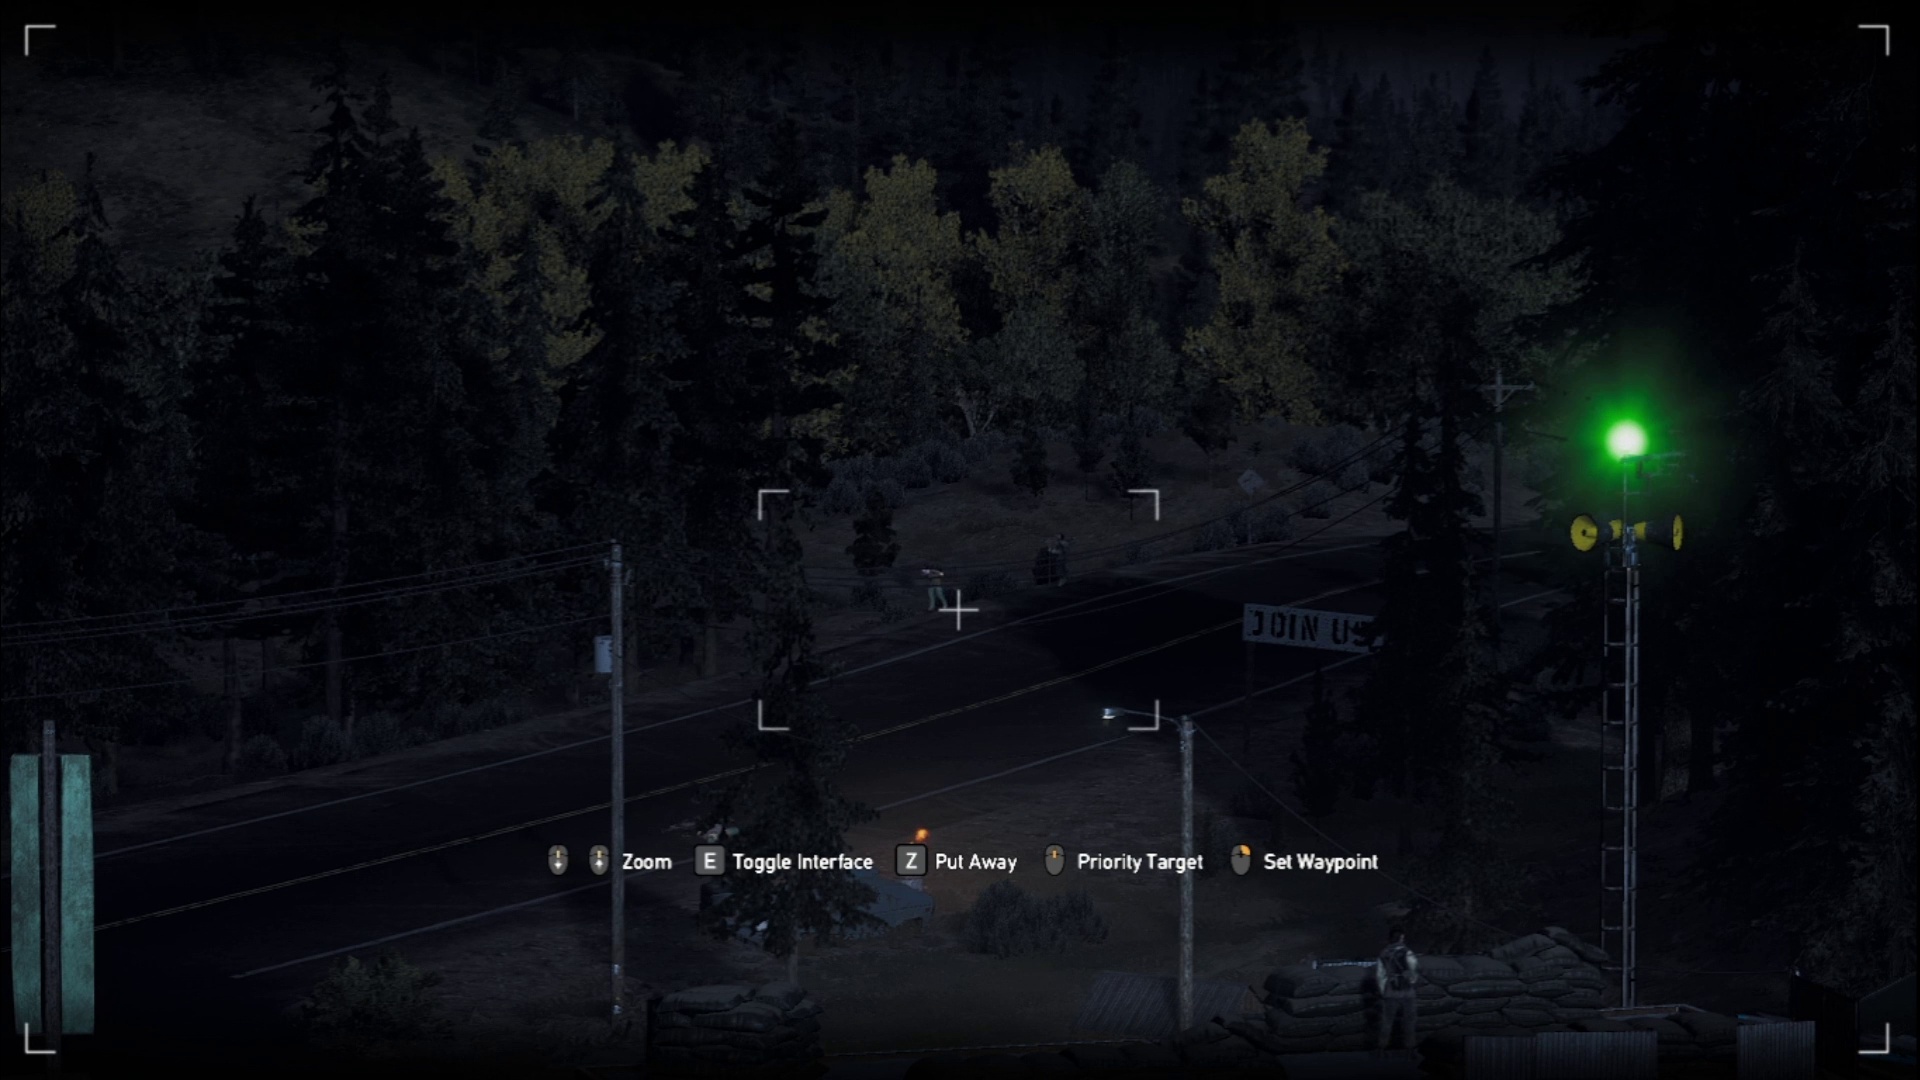 JOIN US
Zoom
E Toggle Interface
Z Put Away
Priority Target
Set Waypoint